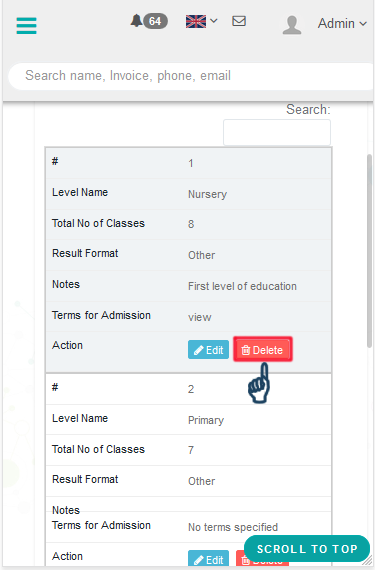 64
Admin
Search name, Invoice, phone, email
Search:
# 1
Level Name Nursery
Total No of Classes 8
Result Format Other
Notes First level of education
Terms for Admission view
Action Edit Delete
# 2
Level Name Primary
Total No of Classes 7
Result Format Other
Notes
Terms for Admission No terms specified
SCROLL TO TOP
Action Edit Delete